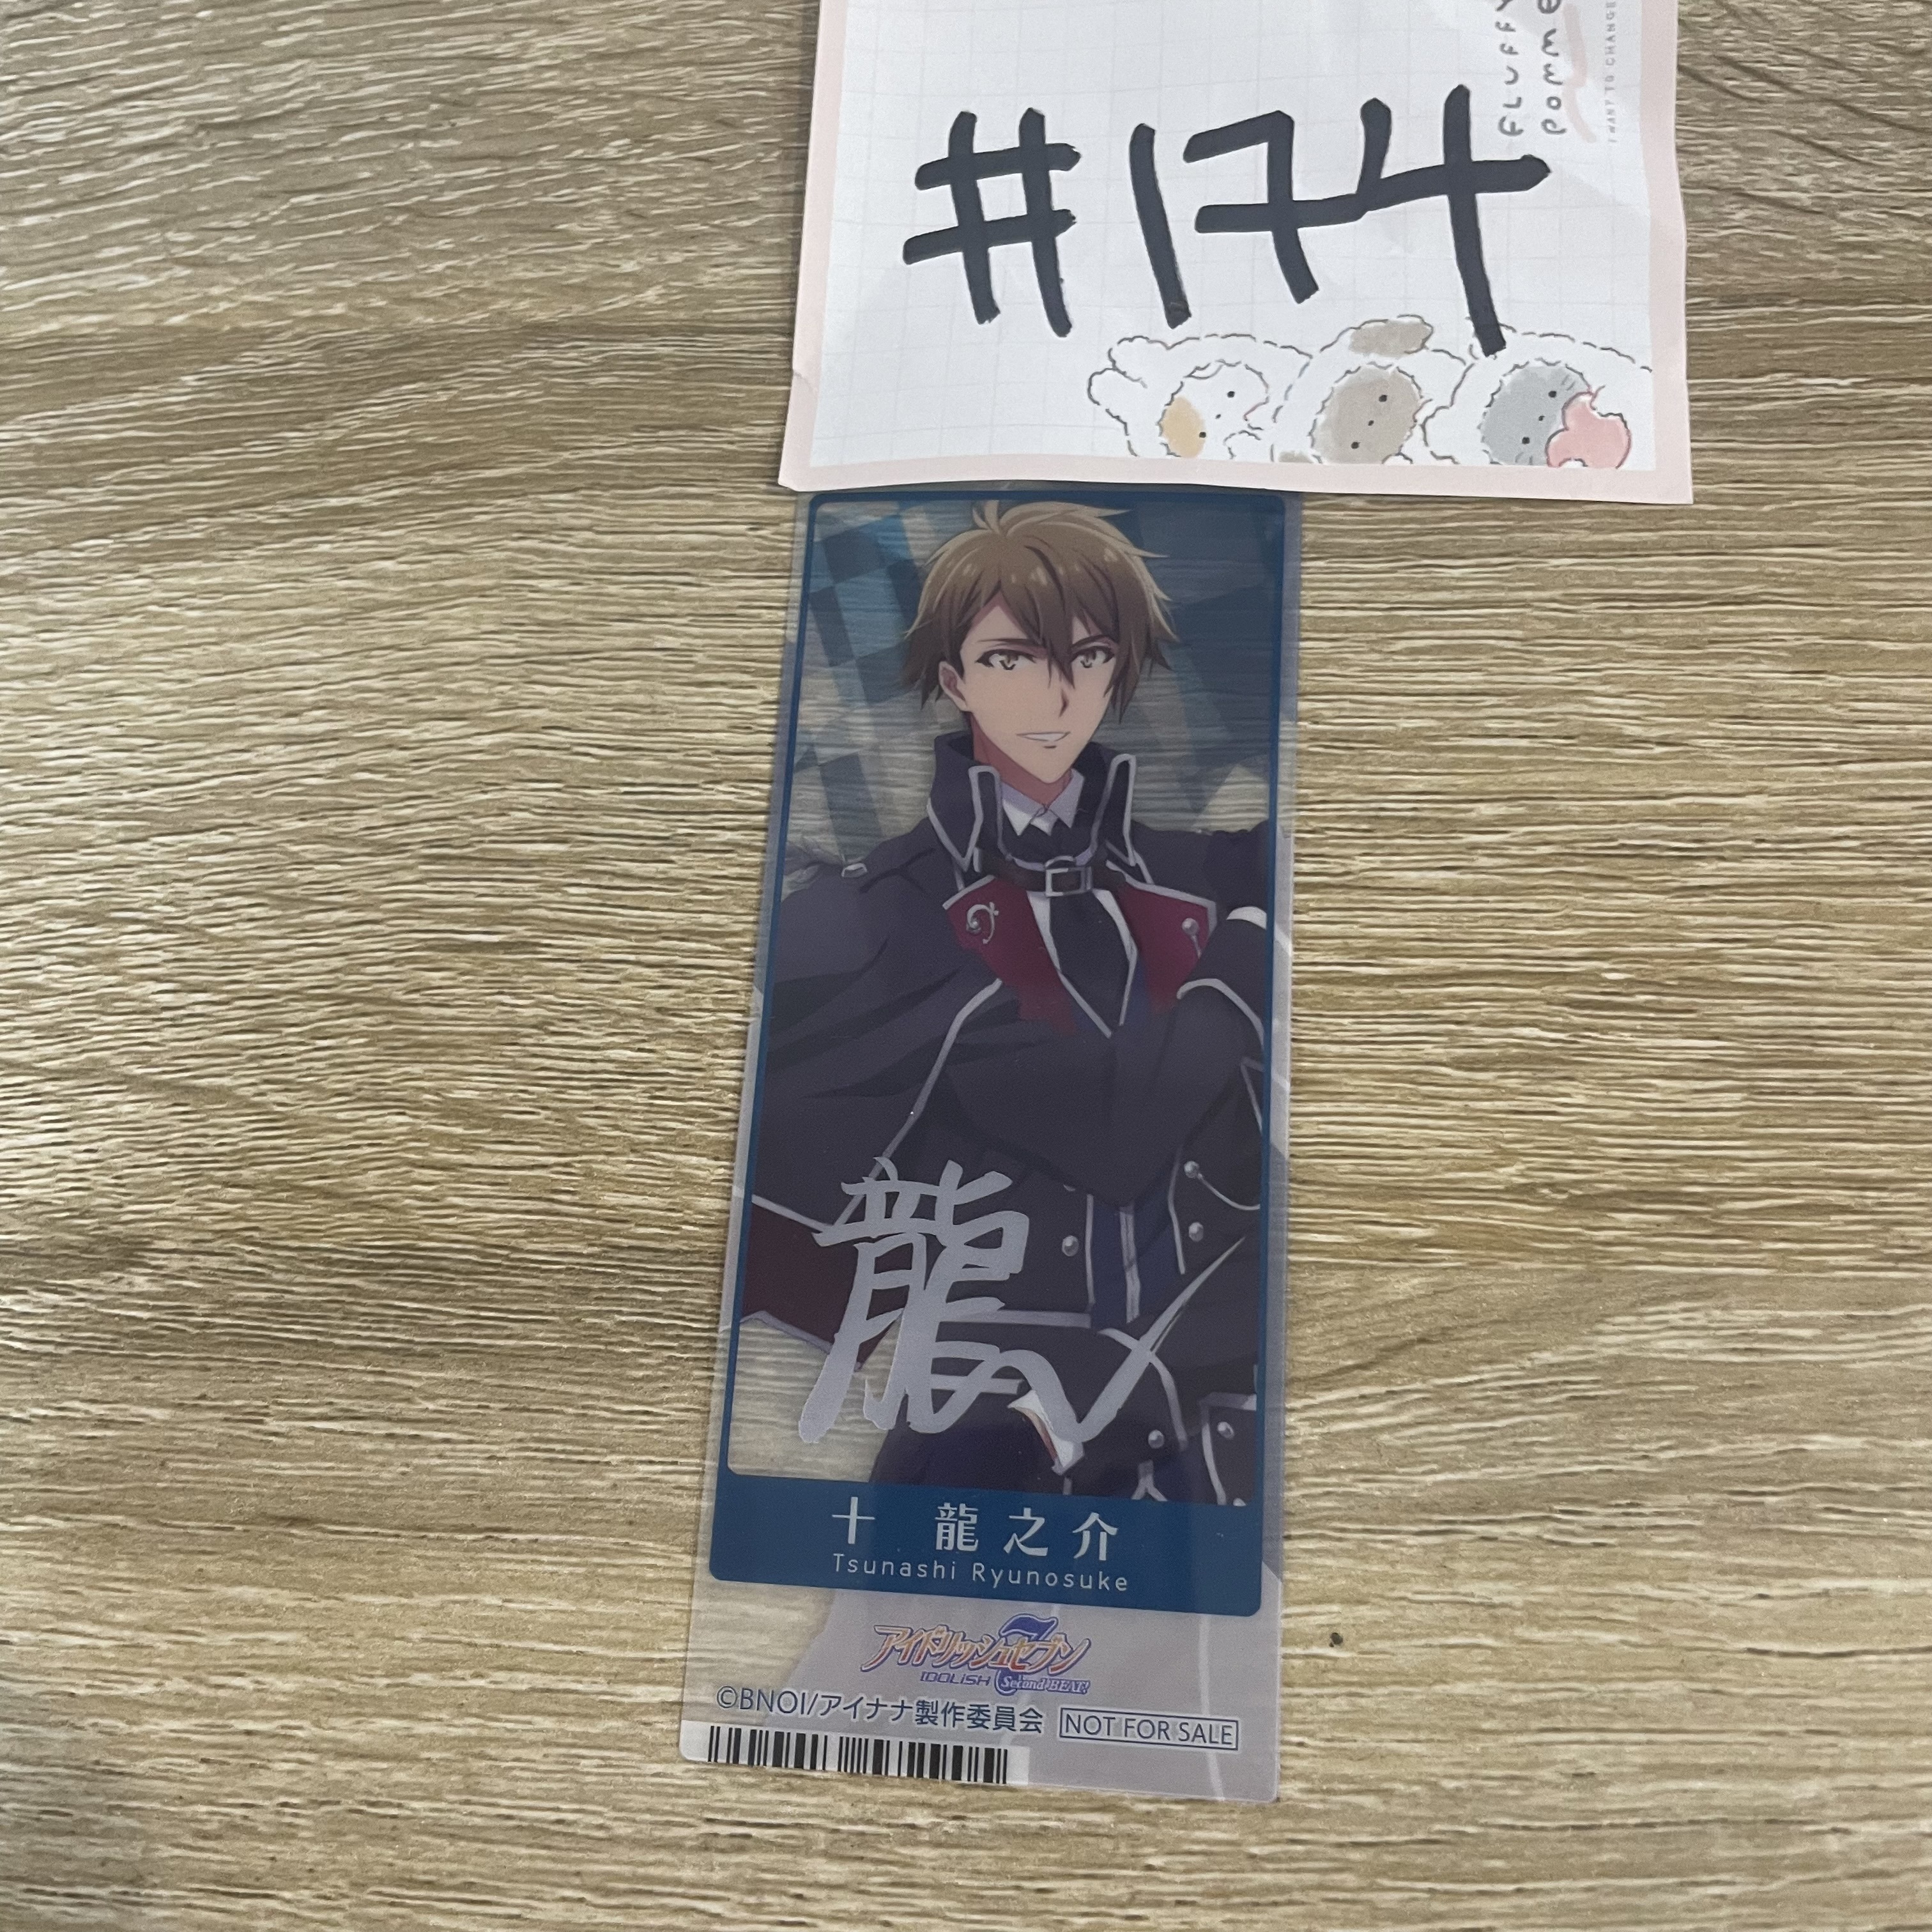 fluffy
pomme
I WANT TO CHANGE
#174
龍
十 龍之介
Tsunashi Ryunosuke
アイドリッシュセブン
7
IDOLiSH Second BEAT!
©BNOI/アイナナ製作委員会 NOT FOR SALE